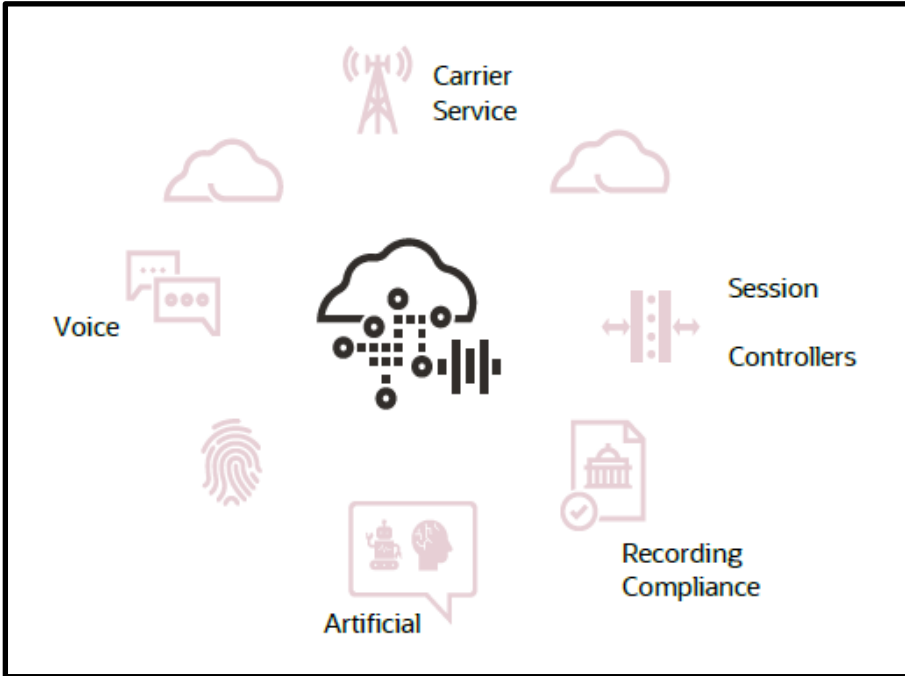 Carrier
Service
Session
Voice
Controllers
Recording
Compliance
Artificial